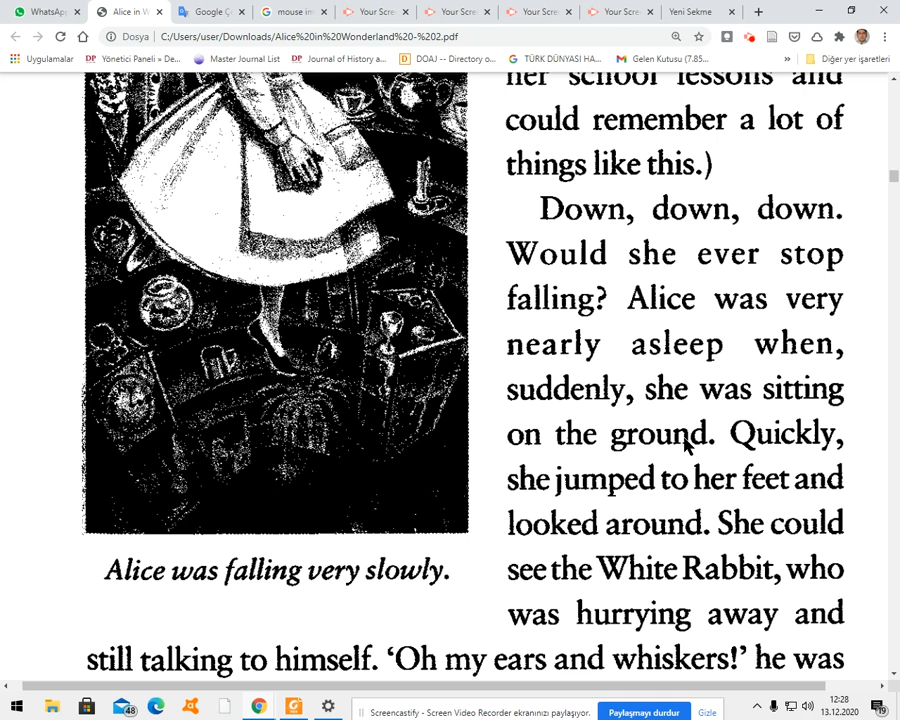 WhatsApp
Alice in W
Google Ç
mouse im
Your Scre
Your Scre
Your Scre
Your Scre
Yeni Sekme
Dosya
C:/Users/user/Downloads/Alice%20in%20Wonderland%20-%202.pdf
Uygulamalar
DP Yönetici Paneli » De...
Master Journal List
DP Journal of History a...
D DOAJ -- Directory o...
TÜRK DÜNYASI HA...
Gelen Kutusu (7.85...
»
Diğer yer işaretleri
her school lessons and
could remember a lot of
things like this.)
Down, down, down.
Would she ever stop
falling? Alice was very
nearly asleep when,
suddenly, she was sitting
on the ground. Quickly,
she jumped to her feet and
looked around. She could
see the White Rabbit, who
was hurrying away and
Alice was falling very slowly.
still talking to himself. ‘Oh my ears and whiskers!’ he was
48
Screencastify - Screen Video Recorder ekranınızı paylaşıyor.
Paylaşmayı durdur
Gizle
12:28
13.12.2020
19